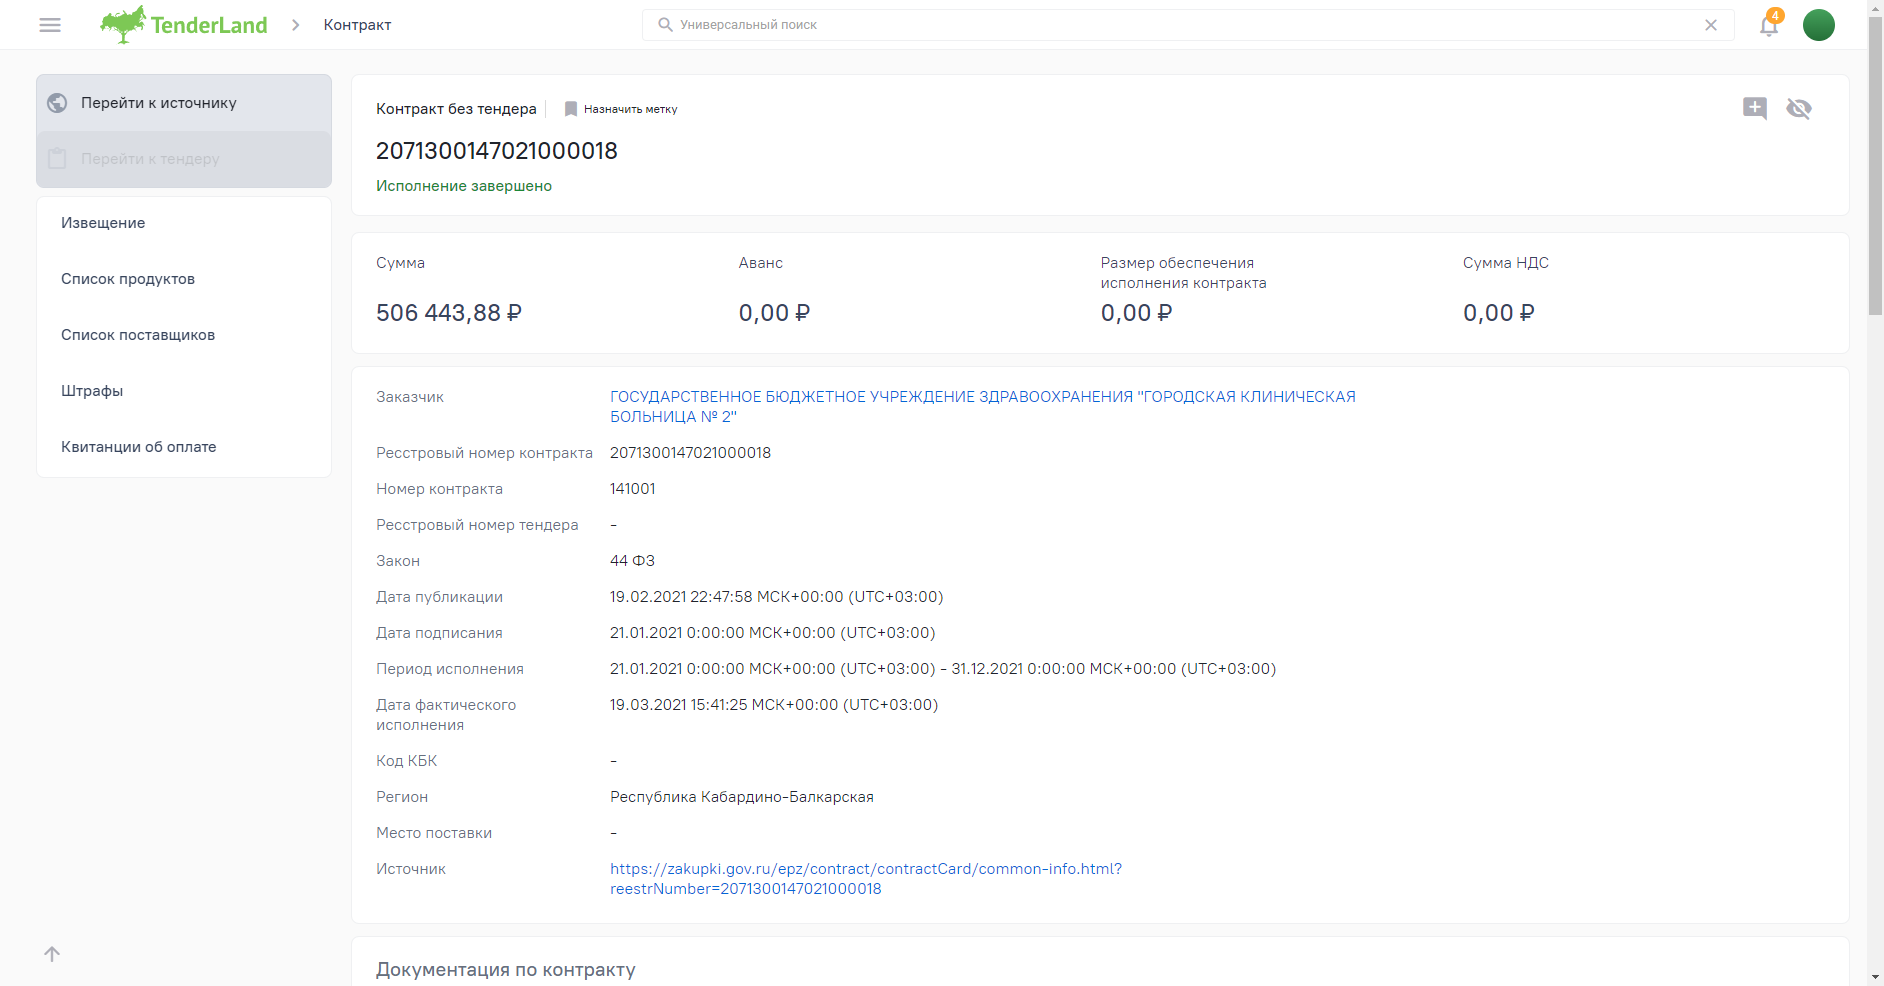 TenderLand
Контракт
Универсальный поиск
4
Перейти к источнику
Перейти к тендеру
Извещение
Список продуктов
Список поставщиков
Штрафы
Квитанции об оплате
Контракт без тендера
Назначить метку
2071300147021000018
Исполнение завершено
Сумма
506 443,88 ₽
Аванс
0,00 ₽
Размер обеспечения
исполнения контракта
0,00 ₽
Сумма НДС
0,00 ₽
Заказчик ГОСУДАРСТВЕННОЕ БЮДЖЕТНОЕ УЧРЕЖДЕНИЕ ЗДРАВООХРАНЕНИЯ "ГОРОДСКАЯ КЛИНИЧЕСКАЯ
БОЛЬНИЦА № 2"
Ресстровый номер контракта 2071300147021000018
Номер контракта 141001
Ресстровый номер тендера -
Закон 44 ФЗ
Дата публикации 19.02.2021 22:47:58 МСК+00:00 (UTC+03:00)
Дата подписания 21.01.2021 0:00:00 МСК+00:00 (UTC+03:00)
Период исполнения 21.01.2021 0:00:00 МСК+00:00 (UTC+03:00) - 31.12.2021 0:00:00 МСК+00:00 (UTC+03:00)
Дата фактического 19.03.2021 15:41:25 МСК+00:00 (UTC+03:00)
исполнения
Код КБК -
Регион Республика Кабардино-Балкарская
Место поставки -
Источник https://zakupki.gov.ru/epz/contract/contractCard/common-info.html?
reestrNumber=2071300147021000018
Документация по контракту